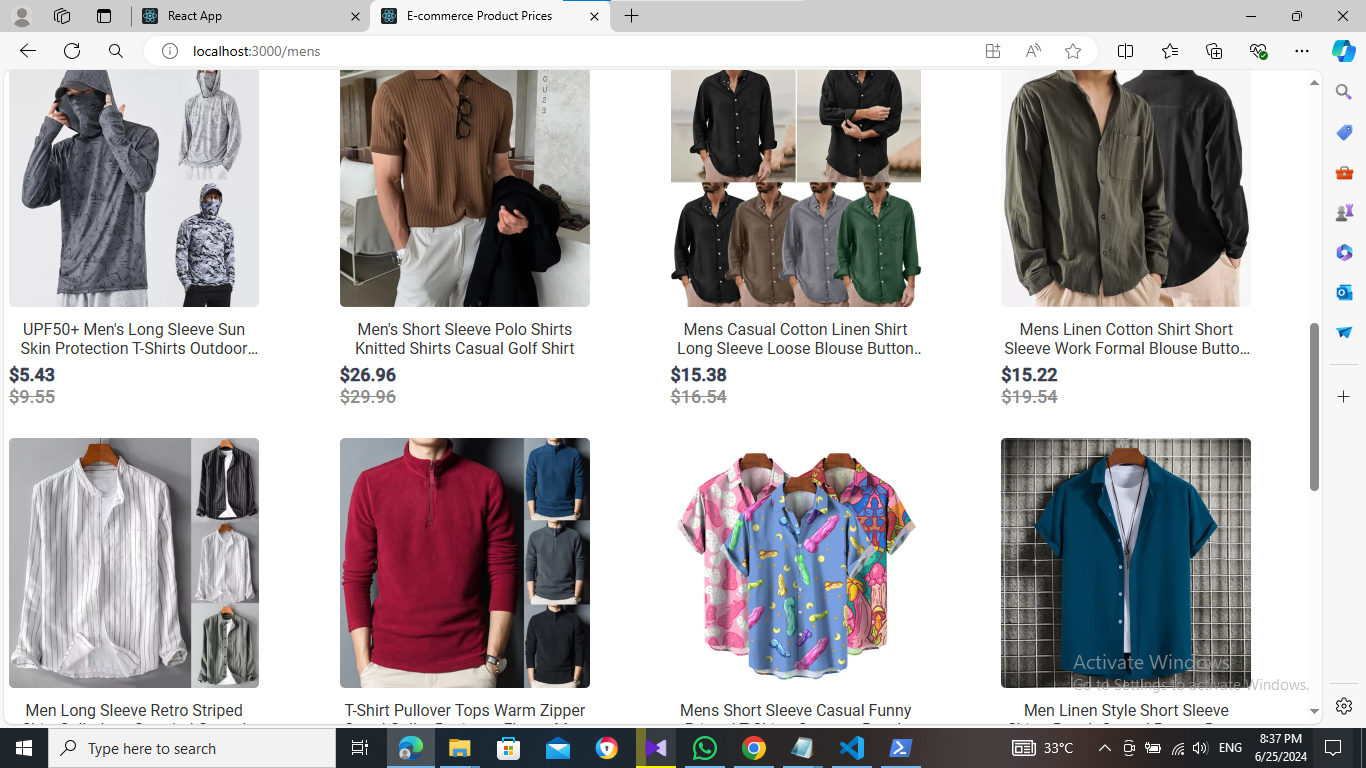 React App
E-commerce Product Prices
localhost:3000/mens
UPF50+ Men's Long Sleeve Sun
Skin Protection T-Shirts Outdoor...
$5.43
$9.55
Men's Short Sleeve Polo Shirts
Knitted Shirts Casual Golf Shirt
$26.96
$29.96
Mens Casual Cotton Linen Shirt
Long Sleeve Loose Blouse Button...
$15.38
$16.54
Mens Linen Cotton Shirt Short
Sleeve Work Formal Blouse Butto...
$15.22
$19.54
Men Long Sleeve Retro Striped
T-Shirt Pullover Tops Warm Zipper
Mens Short Sleeve Casual Funny
Men Linen Style Short Sleeve
Activate Windows
Go to Settings to activate Windows.
Type here to search
33°C
ENG
8:37 PM
6/25/2024